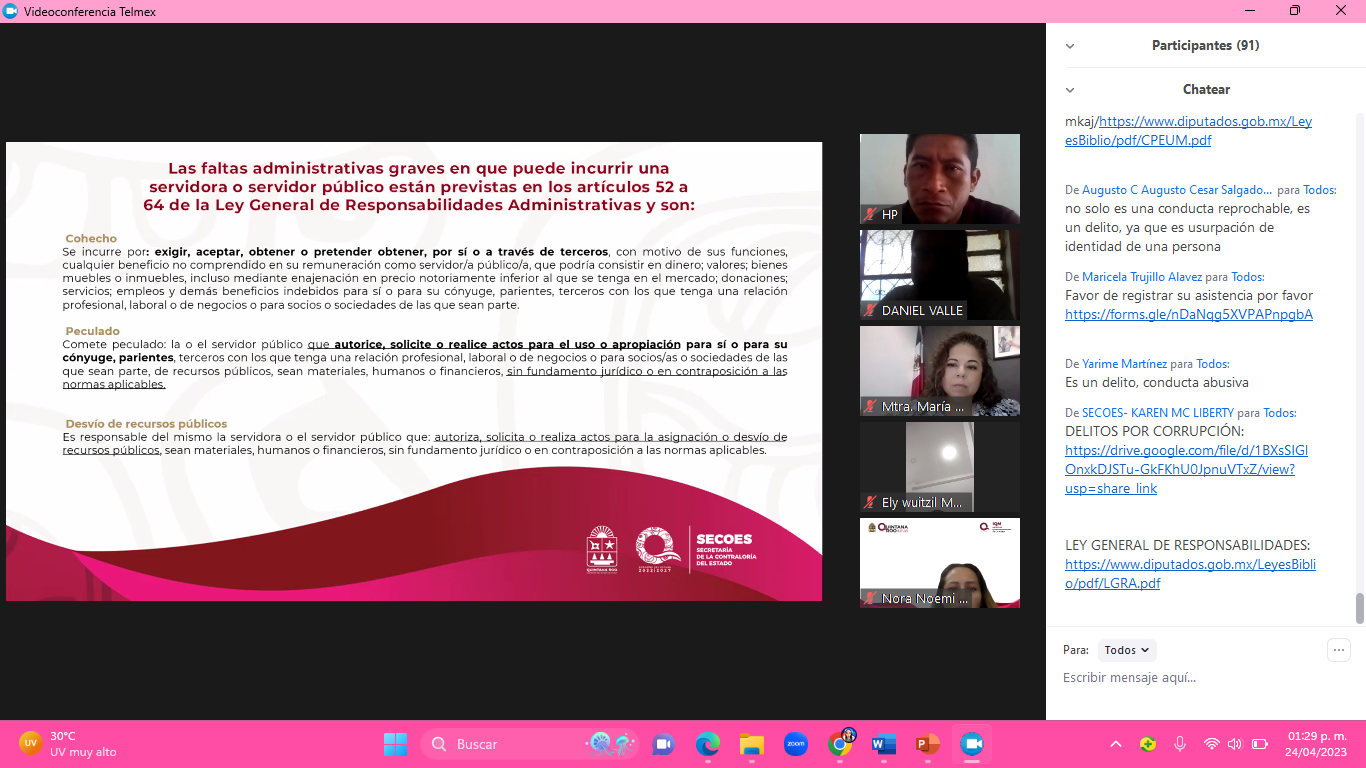 Videoconferencia Telmex
Las faltas administrativas graves en que puede incurrir una
servidora o servidor público están previstas en los artículos 52 a
64 de la Ley General de Responsabilidades Administrativas y son:
Cohecho
Se incurre por: exigir, aceptar, obtener o pretender obtener, por sí o a través de terceros, con motivo de sus funciones,
cualquier beneficio no comprendido en su remuneración como servidor/a público/a, que podría consistir en dinero; valores; bienes
muebles o inmuebles, incluso mediante enajenación en precio notoriamente inferior al que se tenga en el mercado; donaciones;
servicios; empleos y demás beneficios indebidos para sí o para su cónyuge, parientes, terceros con los que tenga una relación
profesional, laboral o de negocios o para socios o sociedades de las que sean parte.
Peculado
Comete peculado: la o el servidor público que autorice, solicite o realice actos para el uso o apropiación para sí o para su
cónyuge, parientes, terceros con los que tenga una relación profesional, laboral o de negocios o para socios/as o sociedades de las
que sean parte, de recursos públicos, sean materiales, humanos o financieros, sin fundamento jurídico o en contraposición a las
normas aplicables.
Desvío de recursos públicos
Es responsable del mismo la servidora o el servidor público que: autoriza, solicita o realiza actos para la asignación o desvío de
recursos públicos, sean materiales, humanos o financieros, sin fundamento jurídico o en contraposición a las normas aplicables.
QUINTANA ROO
2022/2027
SECOES
SECRETARÍA
DE LA CONTRALORÍA
DEL ESTADO
HP
DANIEL VALLE
Mtra. María ...
Ely wuitzil M...
QUINTANA
ROO
IQM
Nora Noemi ...
Participantes (91)
Chatear
mkaj/https://www.diputados.gob.mx/Ley
esBiblio/pdf/CPEUM.pdf
De Augusto C Augusto Cesar Salgado... para Todos:
no solo es una conducta reprochable, es
un delito, ya que es usurpación de
identidad de una persona
De Maricela Trujillo Alavez para Todos:
Favor de registrar su asistencia por favor
https://forms.gle/nDaNqg5XVPAPnpgbA
De Yarime Martínez para Todos:
Es un delito, conducta abusiva
De SECOES- KAREN MC LIBERTY para Todos:
DELITOS POR CORRUPCIÓN:
https://drive.google.com/file/d/1BXsSIGl
OnxkDJSTu-GkFKhU0JpnuVTxZ/view?
usp=share_link
LEY GENERAL DE RESPONSABILIDADES:
https://www.diputados.gob.mx/LeyesBibli
o/pdf/LGRA.pdf
Para: Todos
Escribir mensaje aquí...
UV
30°C
UV muy alto
Buscar
zoom
01:29 p. m.
24/04/2023